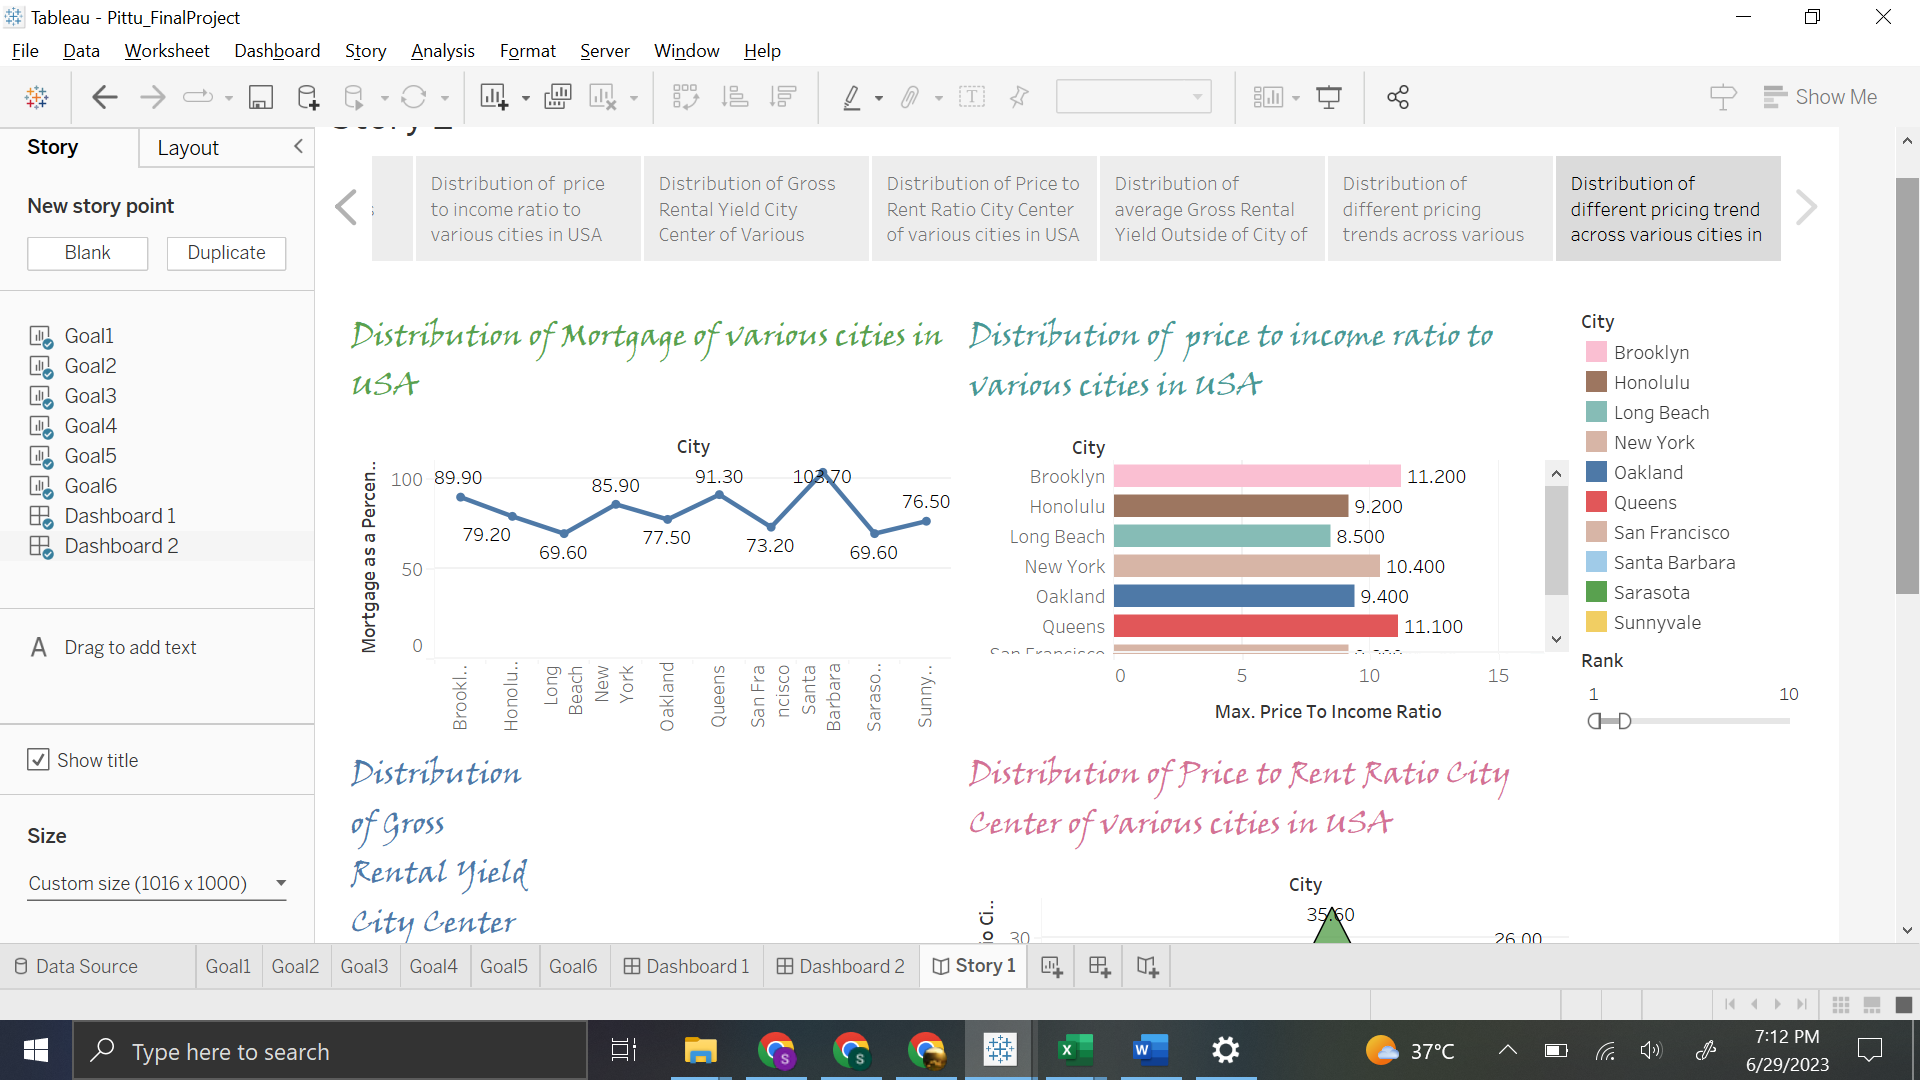 Tableau - Pittu_FinalProject
File Data Worksheet Dashboard Story Analysis Format Server Window Help
Show Me
Story
Layout
New story point
Blank
Duplicate
Goal1
Goal2
Goal3
Goal4
Goal5
Goal6
Dashboard 1
Dashboard 2
A Drag to add text
Show title
Size
Custom size (1016 x 1000)
Distribution of price
to income ratio to
various cities in USA
Distribution of Gross
Rental Yield City
Center of Various
Distribution of Price to
Rent Ratio City Center
of various cities in USA
Distribution of
average Gross Rental
Yield Outside of City of
Distribution of
different pricing
trends across various
Distribution of
different pricing trend
across various cities in
Distribution of Mortgage of various cities in
USA
City
Mortgage as a Percen..
100
50
0
89.90
79.20
69.60
85.90
77.50
91.30
73.20
103.70
69.60
76.50
Brookl..
Honolu..
Long
Beach
New
York
Oakland
Queens
San Fra
ncisco
Santa
Barbara
Saraso..
Sunny..
Distribution of price to income ratio to
various cities in USA
City
Brooklyn 11.200
Honolulu 9.200
Long Beach 8.500
New York 10.400
Oakland 9.400
Queens 11.100
San Francisco
0 5 10 15
Max. Price To Income Ratio
City
Brooklyn
Honolulu
Long Beach
New York
Oakland
Queens
San Francisco
Santa Barbara
Sarasota
Sunnyvale
Rank
1 10
Distribution
of Gross
Rental Yield
City Center
Distribution of Price to Rent Ratio City
Center of various cities in USA
City
io Ci..
30
35.60
26.00
Data Source Goal1 Goal2 Goal3 Goal4 Goal5 Goal6 Dashboard 1 Dashboard 2 Story 1
Type here to search
37°C
7:12 PM
6/29/2023